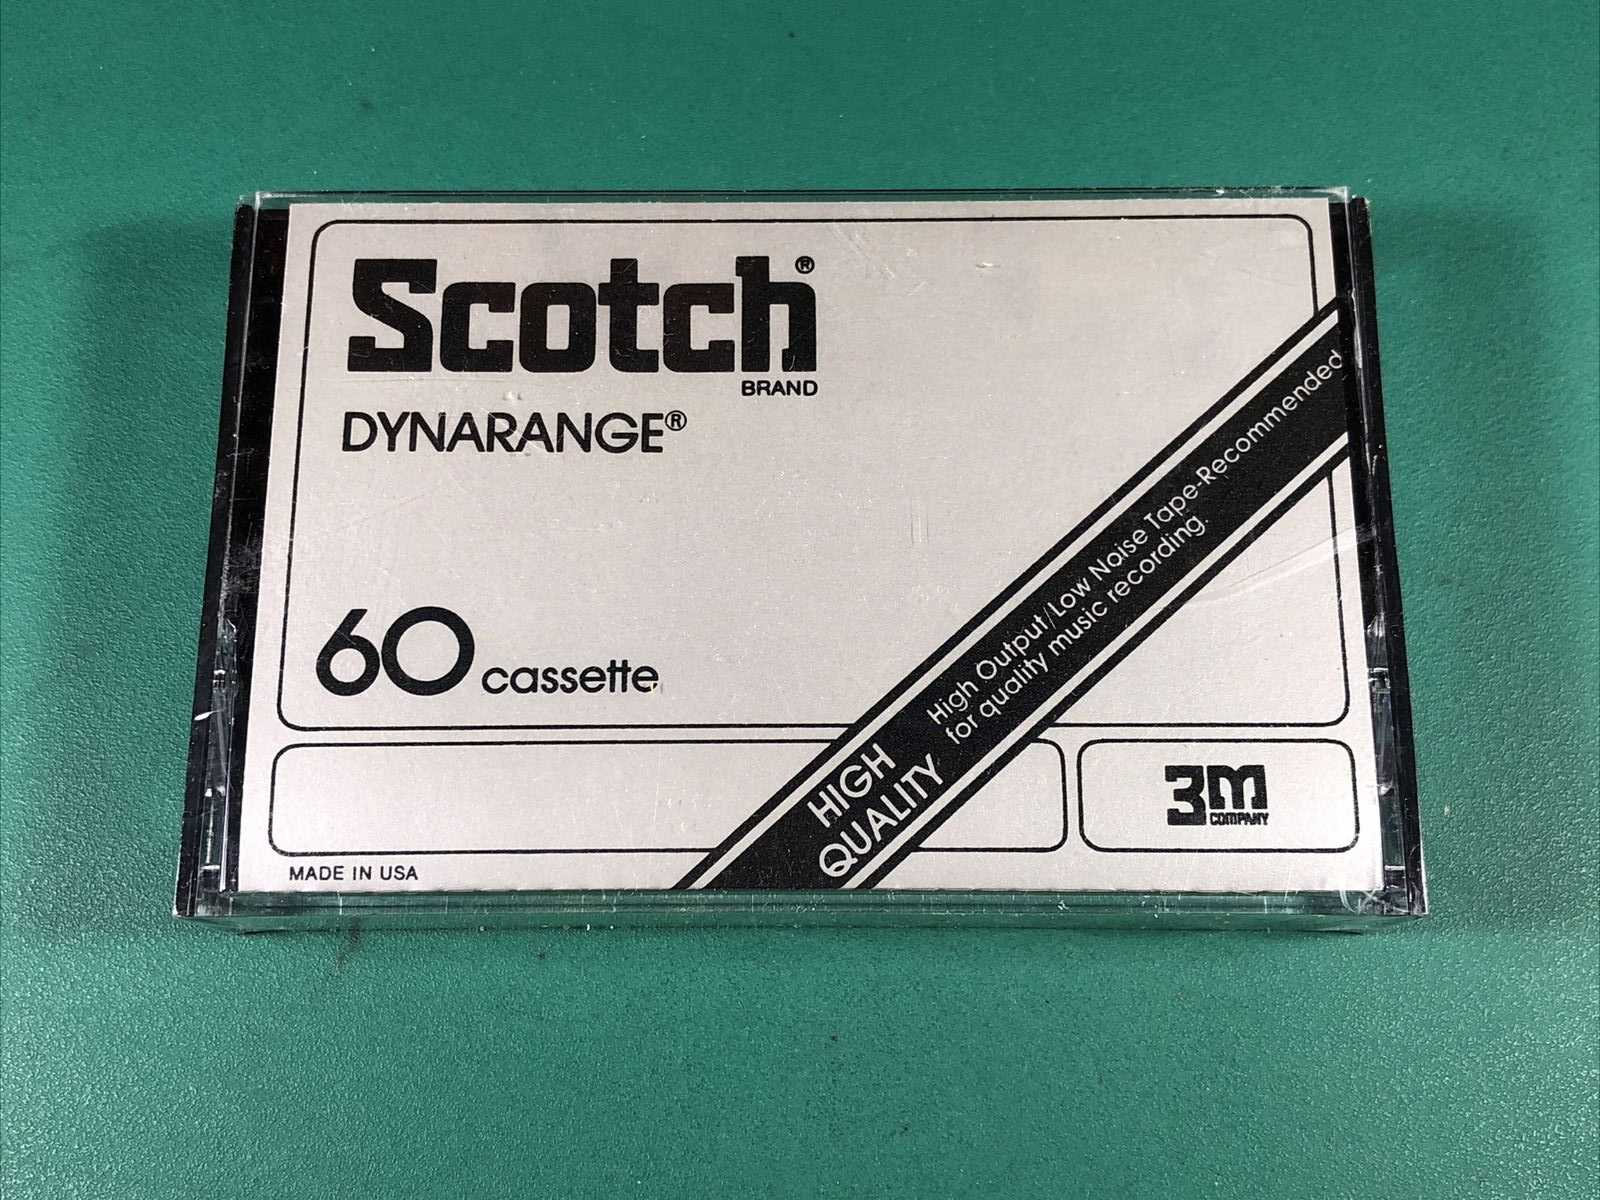 Scotch®
BRAND
DYNARANGE®
60 cassette
HIGH
QUALITY
High Output/Low Noise Tape-Recommended
for quality music recording.
3M
COMPANY
MADE IN USA